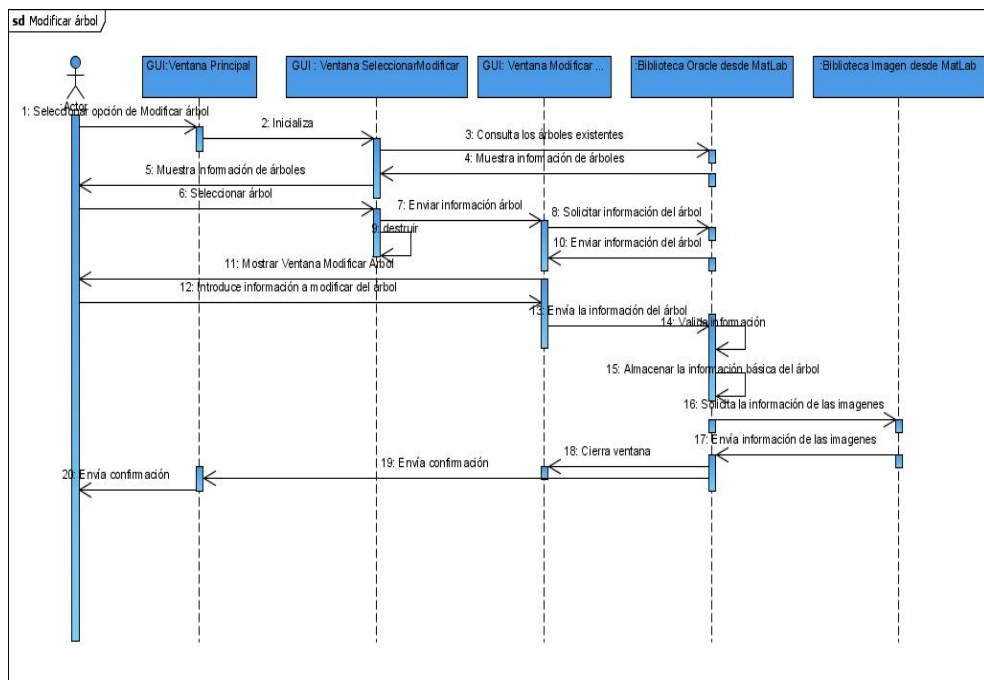 sd Modificar árbol
GUI:Ventana Principal
GUI : Ventana SeleccionarModificar
GUI: Ventana Modificar ...
:Biblioteca Oracle desde MatLab
:Biblioteca Imagen desde MatLab
:Actor
1: Seleccionar opción de Modificar árbol
2: Inicializa
3: Consulta los árboles existentes
4: Muestra información de árboles
5: Muestra información de árboles
6: Seleccionar árbol
7: Enviar información árbol
8: Solicitar información del árbol
9: destruir
10: Enviar información del árbol
11: Mostrar Ventana Modificar Árbol
12: Introduce información a modificar del árbol
13: Envía la información del árbol
14: Valida información
15: Almacenar la información básica del árbol
16: Solicita la información de las imagenes
17: Envía información de las imagenes
18: Cierra ventana
19: Envía confirmación
20: Envía confirmación